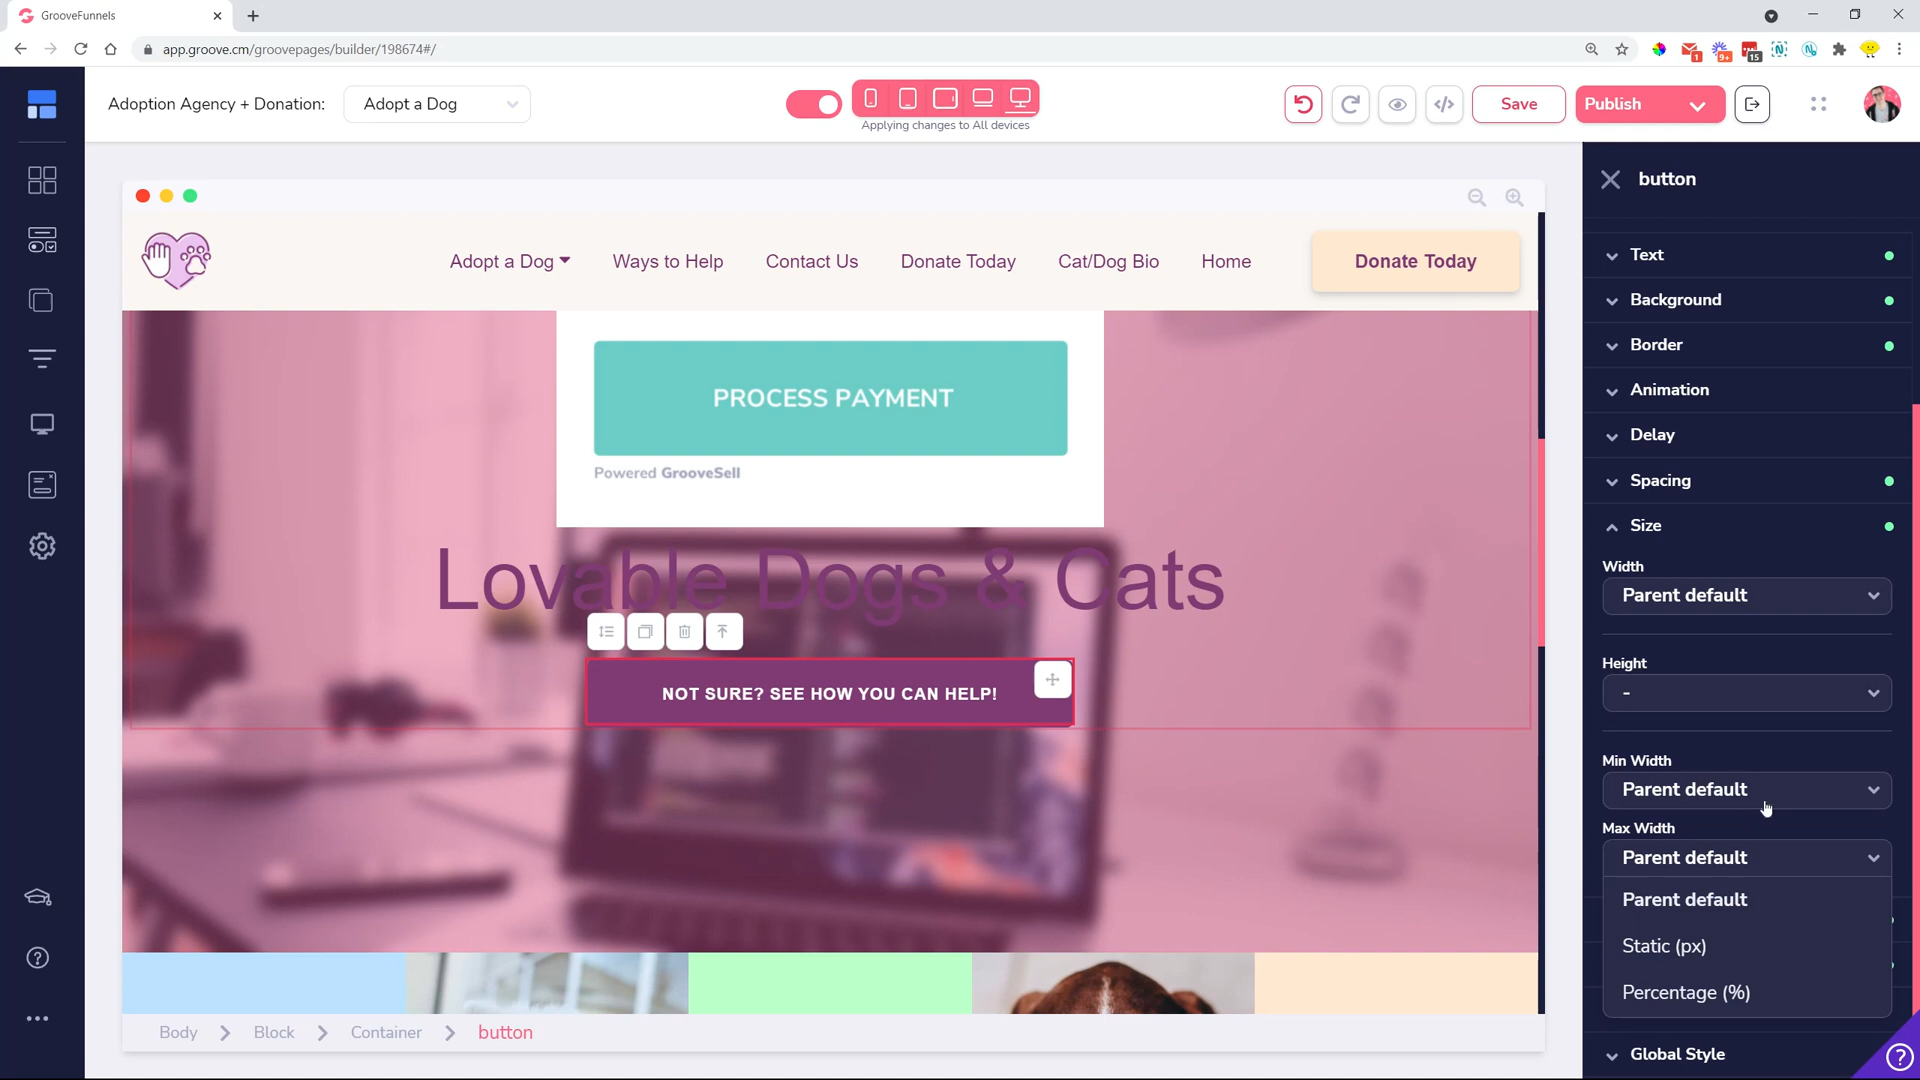 GrooveFunnels
app.groove.cm/groovepages/builder/198674#/
1
9+
15
Adoption Agency + Donation:
Adopt a Dog
Applying changes to All devices
Save
Publish
button
Adopt a Dog
Ways to Help
Contact Us
Donate Today
Cat/Dog Bio
Home
Donate Today
PROCESS PAYMENT
Powered GrooveSell
Lovable Dogs & Cats
NOT SURE? SEE HOW YOU CAN HELP!
Text
Background
Border
Animation
Delay
Spacing
Size
Width
Parent default
Height
-
Min Width
Parent default
Max Width
Parent default
Parent default
Static (px)
Percentage (%)
Global Style
Body
Block
Container
button